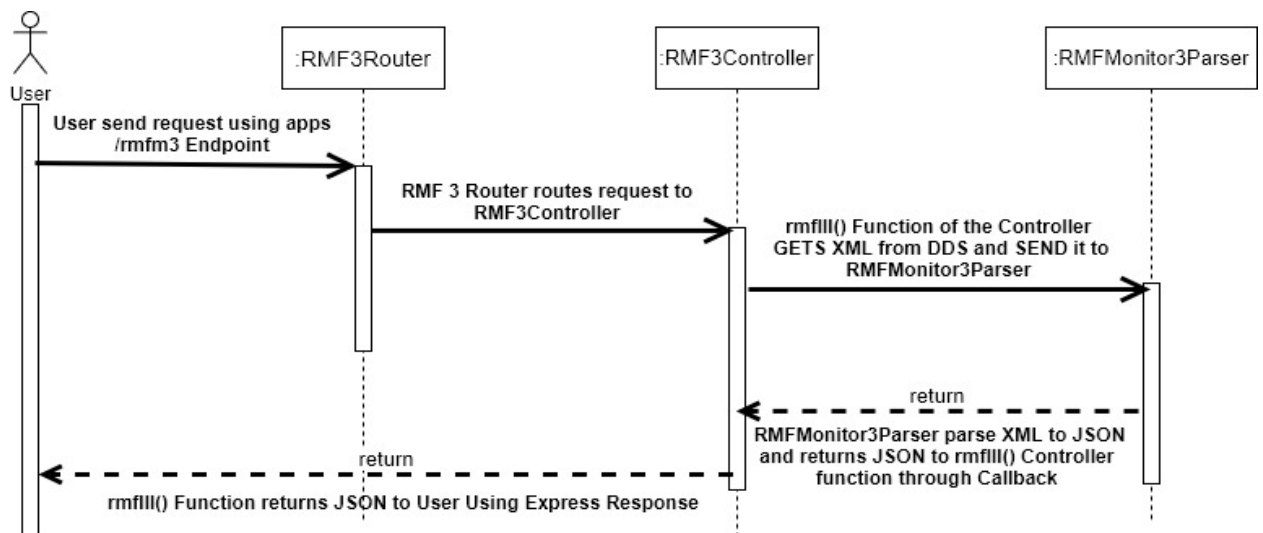 :RMF3Router
:RMF3Controller
:RMFMonitor3Parser
User
User send request using apps
/rmfm3 Endpoint
RMF 3 Router routes request to
RMF3Controller
rmfIII() Function of the Controller
GETS XML from DDS and SEND it to
RMFMonitor3Parser
return
RMFMonitor3Parser parse XML to JSON
and returns JSON to rmfIII() Controller
function through Callback
return
rmfIII() Function returns JSON to User Using Express Response